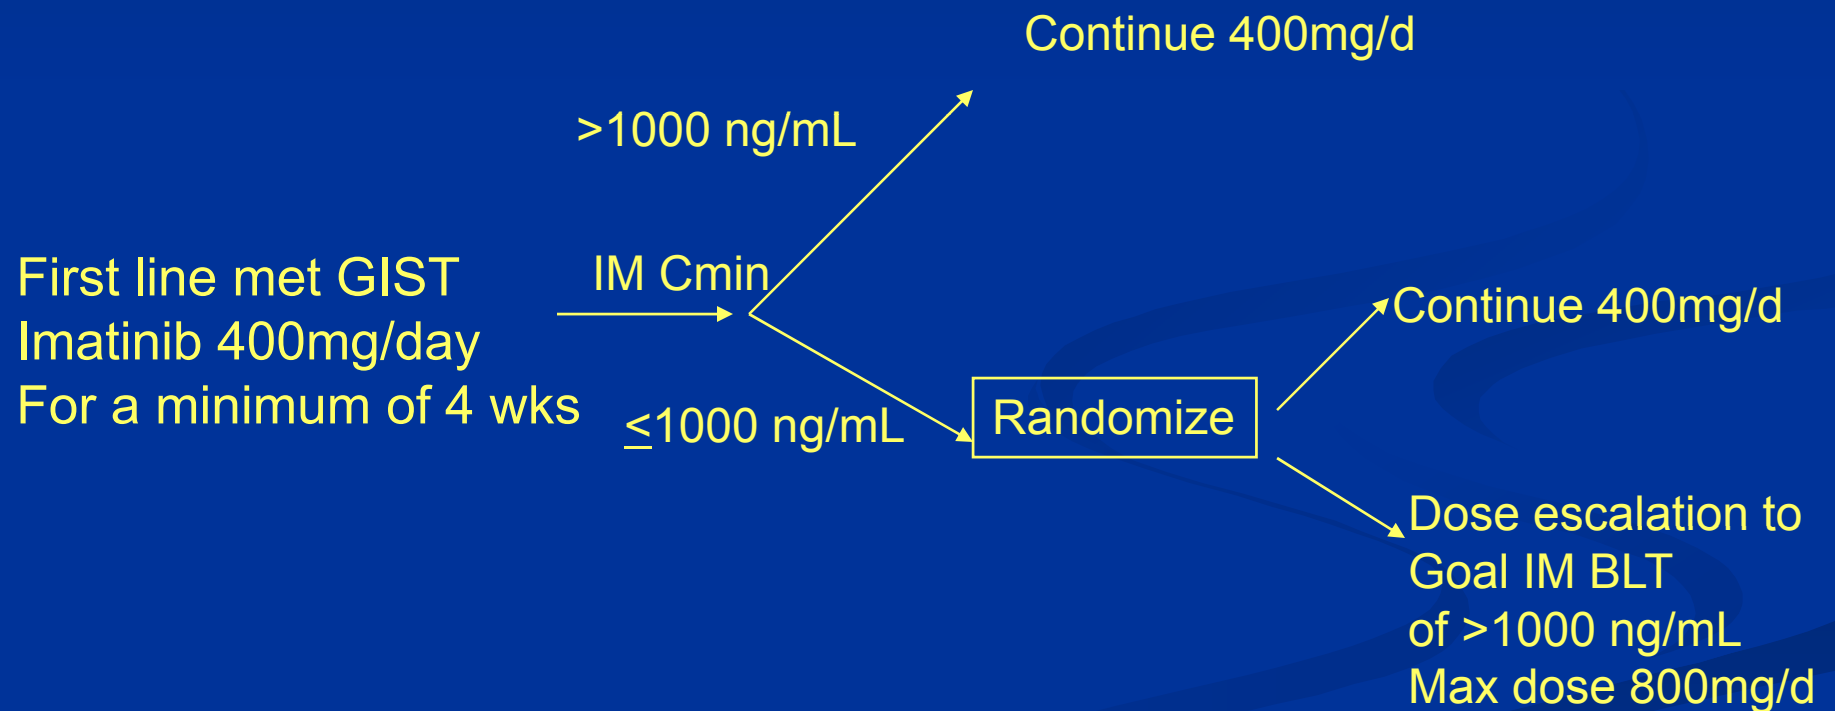 Continue 400mg/d
>1000 ng/mL
First line met GIST
Imatinib 400mg/day
For a minimum of 4 wks
IM Cmin
≤1000 ng/mL
Randomize
Continue 400mg/d
Dose escalation to
Goal IM BLT
of >1000 ng/mL
Max dose 800mg/d